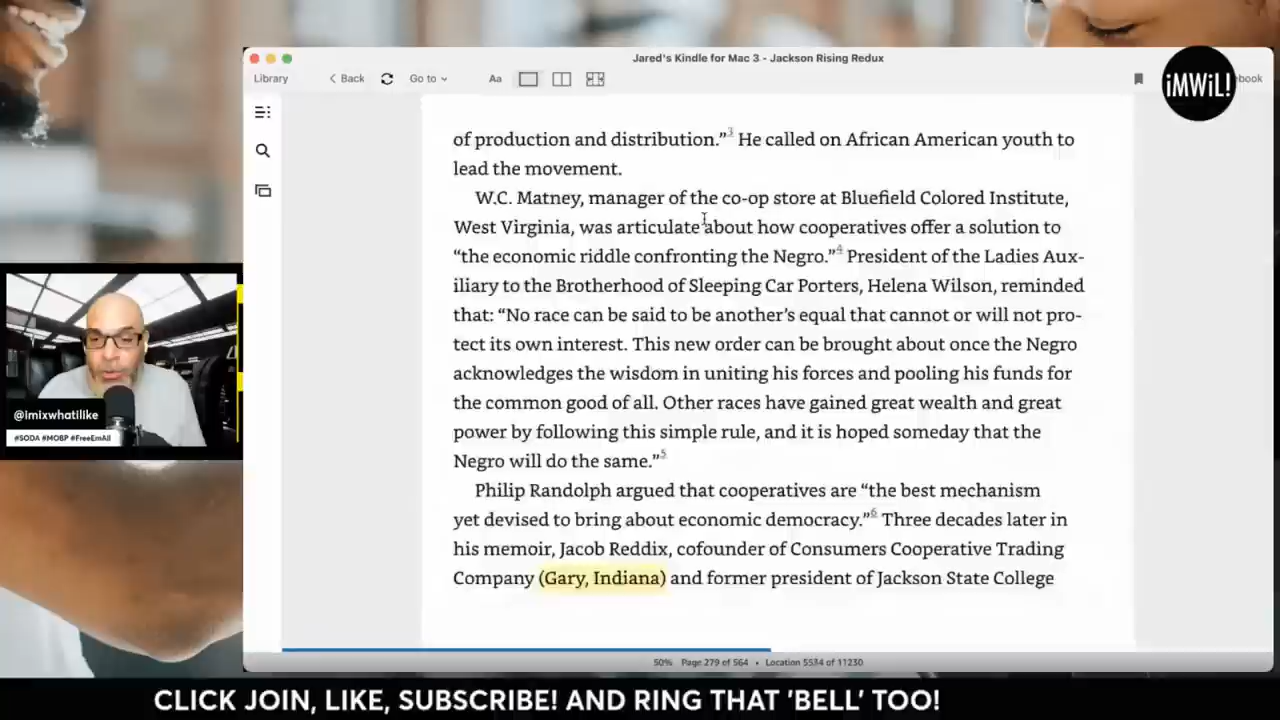 Jared's Kindle for Mac 3 - Jackson Rising Redux
Library
Back
Go to
Aa
iMWiL!
ebook
of production and distribution.”3 He called on African American youth to
lead the movement.
W.C. Matney, manager of the co-op store at Bluefield Colored Institute,
West Virginia, was articulate about how cooperatives offer a solution to
“the economic riddle confronting the Negro.”4 President of the Ladies Aux-
iliary to the Brotherhood of Sleeping Car Porters, Helena Wilson, reminded
that: “No race can be said to be another’s equal that cannot or will not pro-
tect its own interest. This new order can be brought about once the Negro
acknowledges the wisdom in uniting his forces and pooling his funds for
the common good of all. Other races have gained great wealth and great
power by following this simple rule, and it is hoped someday that the
Negro will do the same.”5
Philip Randolph argued that cooperatives are “the best mechanism
yet devised to bring about economic democracy.”6 Three decades later in
his memoir, Jacob Reddix, cofounder of Consumers Cooperative Trading
Company (Gary, Indiana) and former president of Jackson State College
50% Page 279 of 564 • Location 5534 of 11230
@imixwhatilike
#SODA #MOBP #FreeEmAll
CLICK JOIN, LIKE, SUBSCRIBE! AND RING THAT 'BELL' TOO!